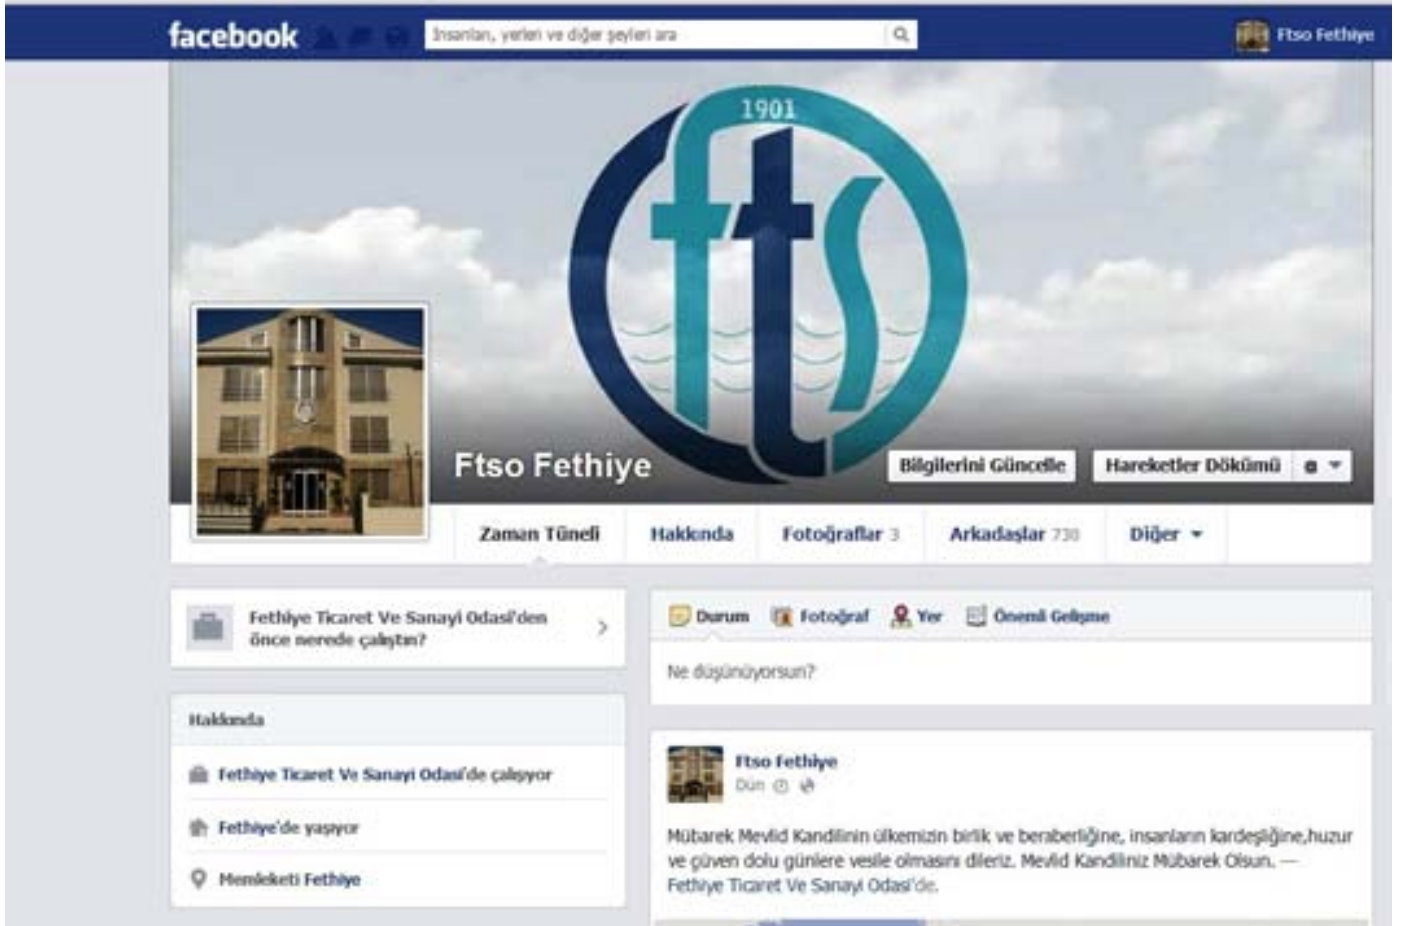 facebook
İnsanları, yerleri ve diğer şeyleri ara
Ftso Fethiye
1901
fts
Ftso Fethiye
Bilgilerini Güncelle
Hareketler Dökümü
Zaman Tüneli
Hakkında
Fotoğraflar 3
Arkadaşlar 730
Diğer
Fethiye Ticaret Ve Sanayi Odasi'den
önce nerede çalıştın?
Durum
Fotoğraf
Yer
Önemli Gelişme
Ne düşünüyorsun?
Hakkında
Fethiye Ticaret Ve Sanayi Odasi'de çalışıyor
Fethiye'de yaşıyor
Memleketi Fethiye
Ftso Fethiye
Dün
Mübarek Mevlid Kandilinin ülkemizin birlik ve beraberliğine, insanların kardeşliğine,huzur
ve güven dolu günlere vesile olmasını dileriz. Mevlid Kandiliniz Mübarek Olsun. —
Fethiye Ticaret Ve Sanayi Odasi'de.